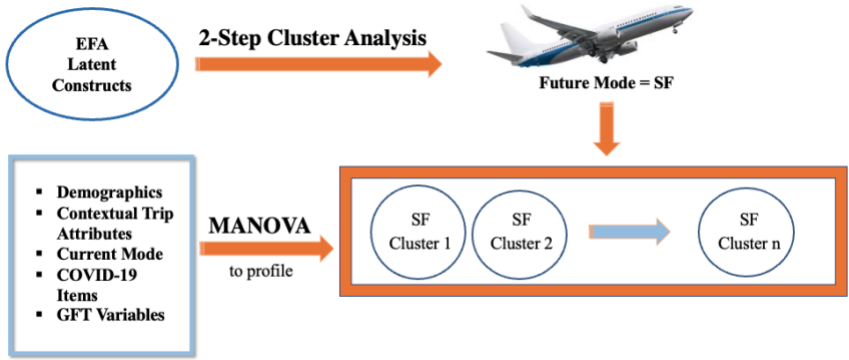 EFA
Latent
Constructs
2-Step Cluster Analysis
Future Mode = SF
▪ Demographics
▪ Contextual Trip
Attributes
▪ Current Mode
▪ COVID-19
Items
▪ GFT Variables
MANOVA
to profile
SF
Cluster 1
SF
Cluster 2
SF
Cluster n